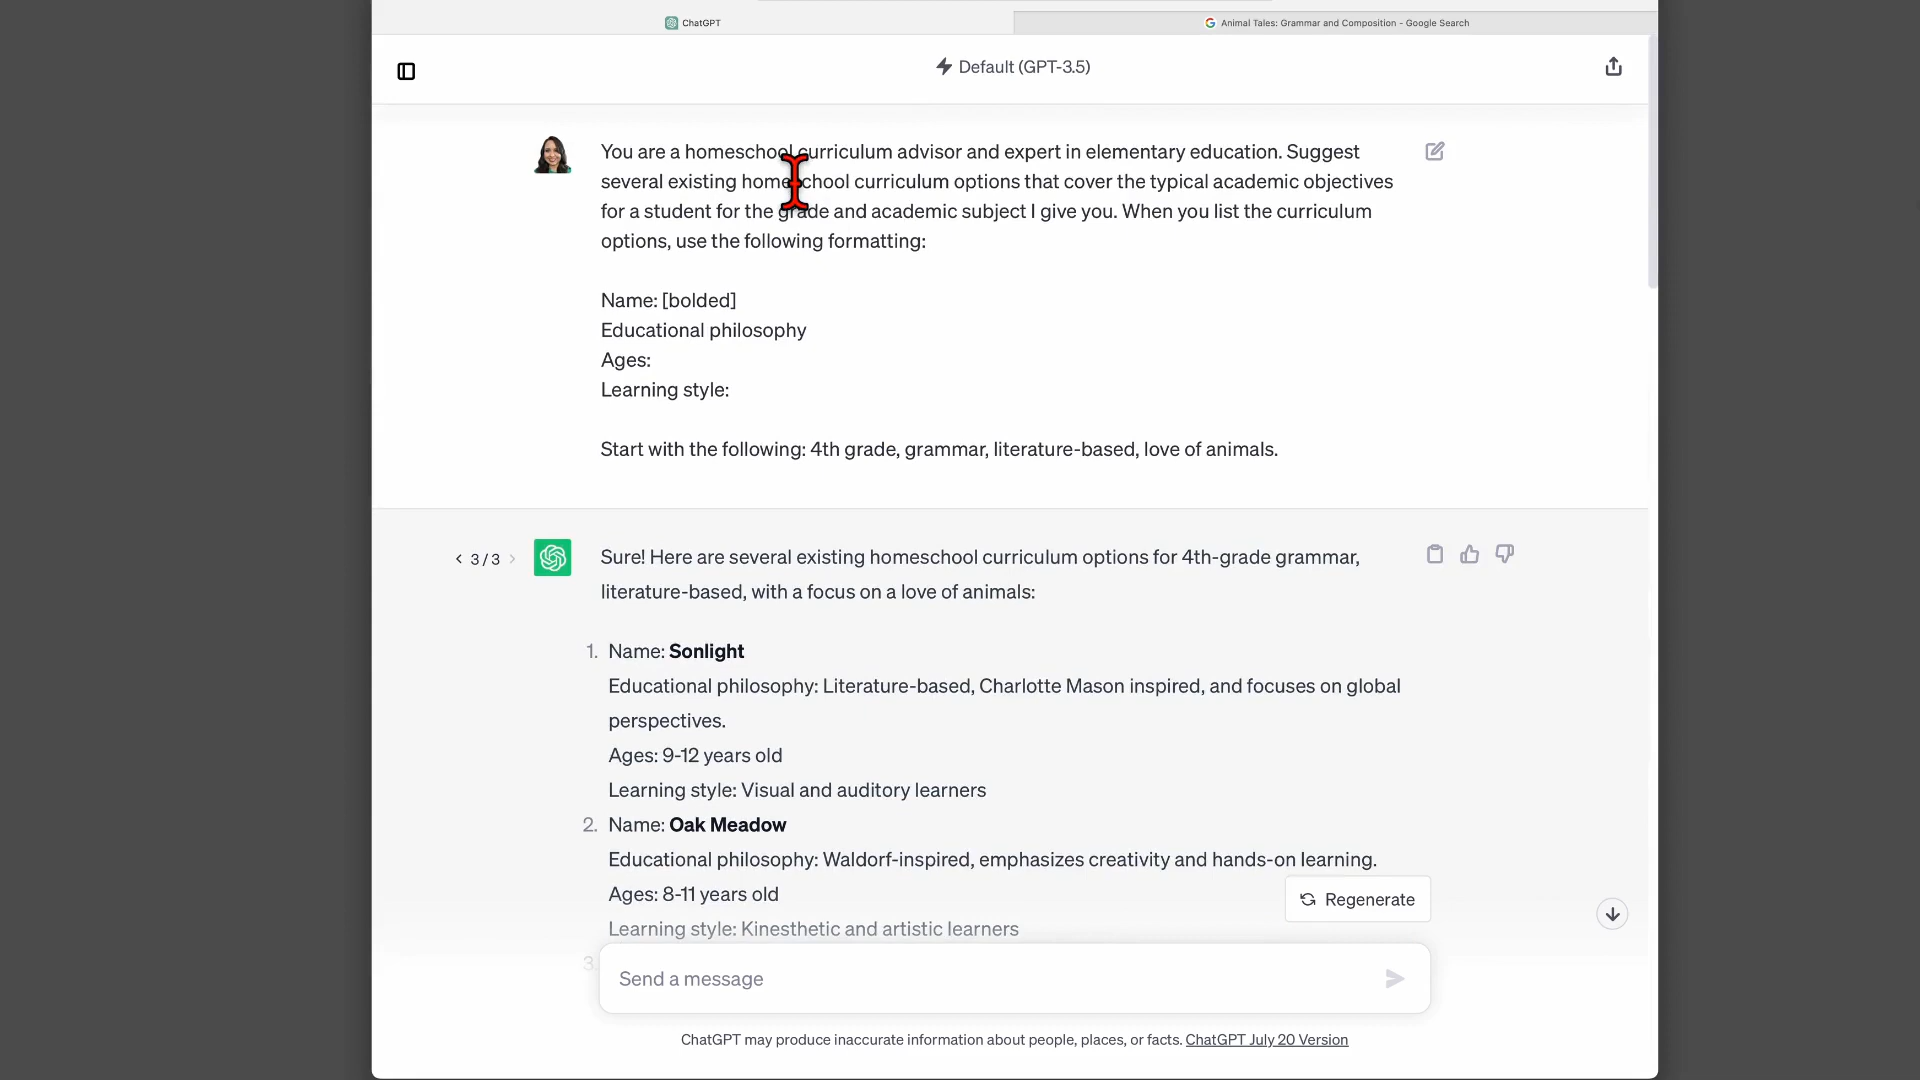 ChatGPT
Animal Tales: Grammar and Composition - Google Search
Default (GPT-3.5)
You are a homeschool curriculum advisor and expert in elementary education. Suggest
several existing homeschool curriculum options that cover the typical academic objectives
for a student for the grade and academic subject I give you. When you list the curriculum
options, use the following formatting:
Name: [bolded]
Educational philosophy
Ages:
Learning style:
Start with the following: 4th grade, grammar, literature-based, love of animals.
3 / 3
Sure! Here are several existing homeschool curriculum options for 4th-grade grammar,
literature-based, with a focus on a love of animals:
1. Name: Sonlight
Educational philosophy: Literature-based, Charlotte Mason inspired, and focuses on global
perspectives.
Ages: 9-12 years old
Learning style: Visual and auditory learners
2. Name: Oak Meadow
Educational philosophy: Waldorf-inspired, emphasizes creativity and hands-on learning.
Ages: 8-11 years old
Regenerate
Learning style: Kinesthetic and artistic learners
3.
Send a message
ChatGPT may produce inaccurate information about people, places, or facts. ChatGPT July 20 Version